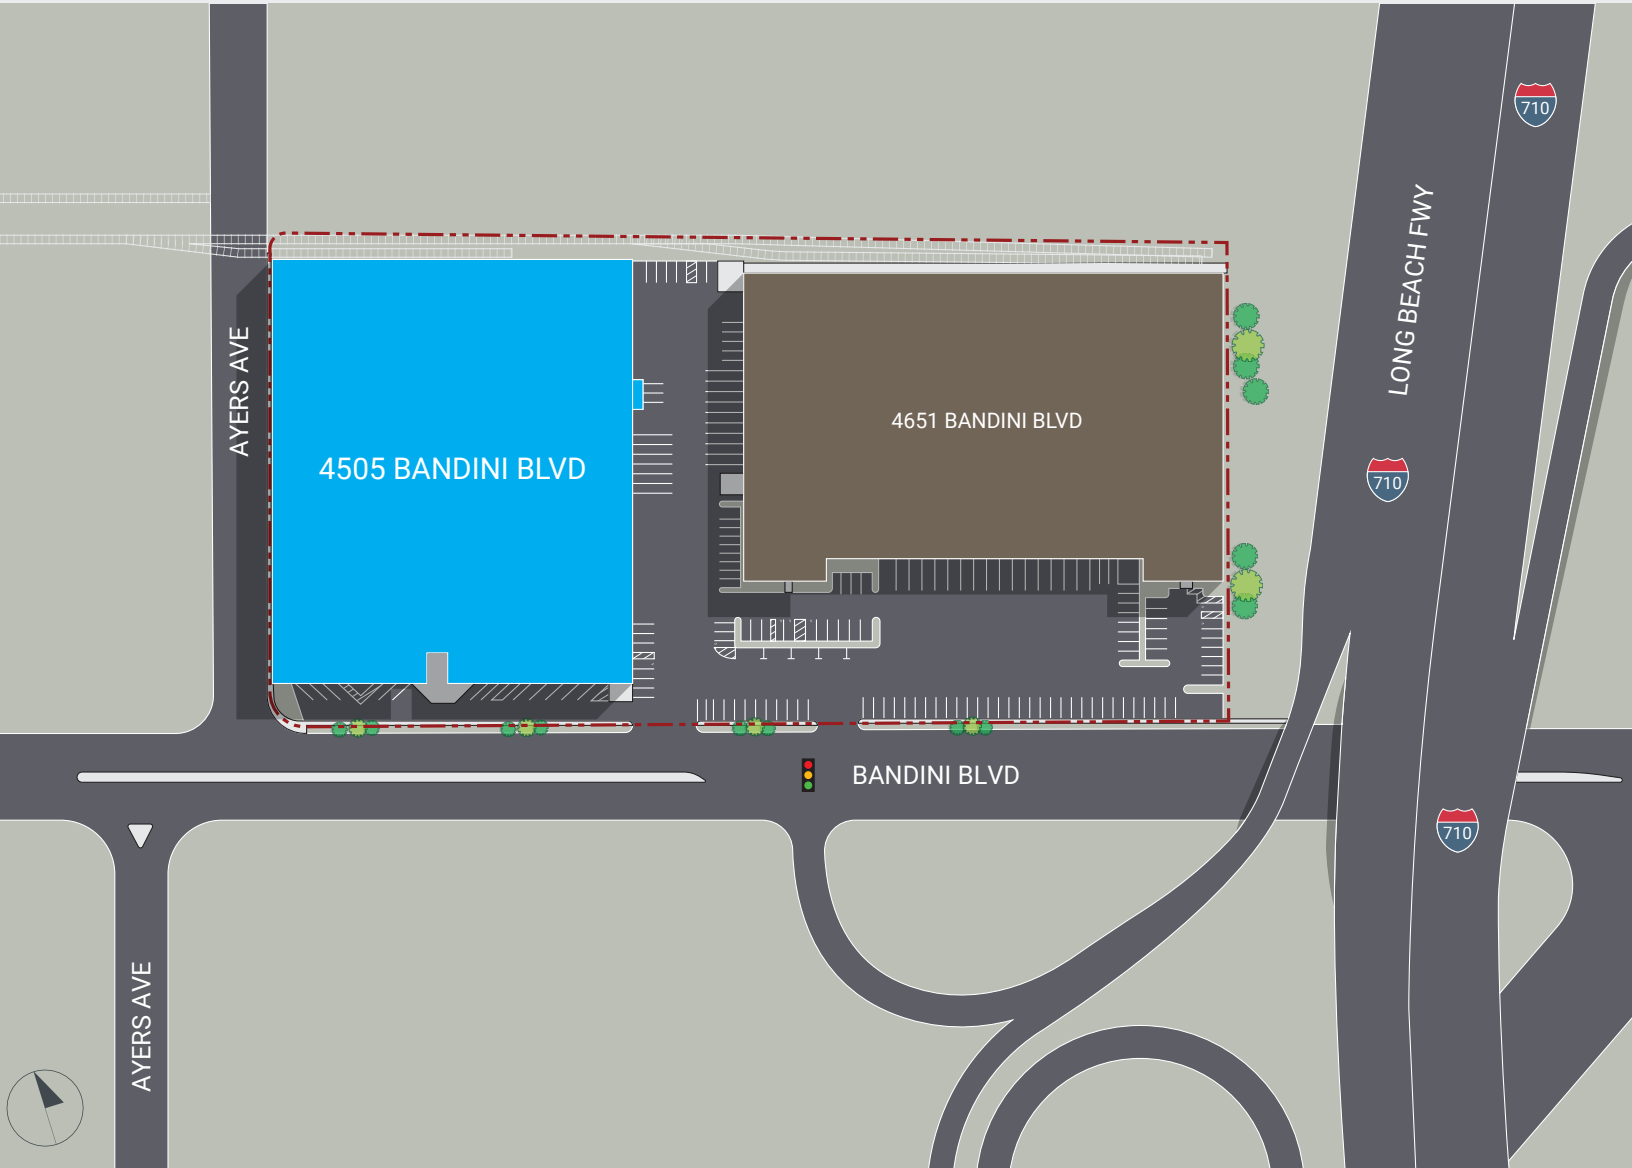 710
LONG BEACH FWY
AYERS AVE
4651 BANDINI BLVD
4505 BANDINI BLVD
710
BANDINI BLVD
710
AYERS AVE